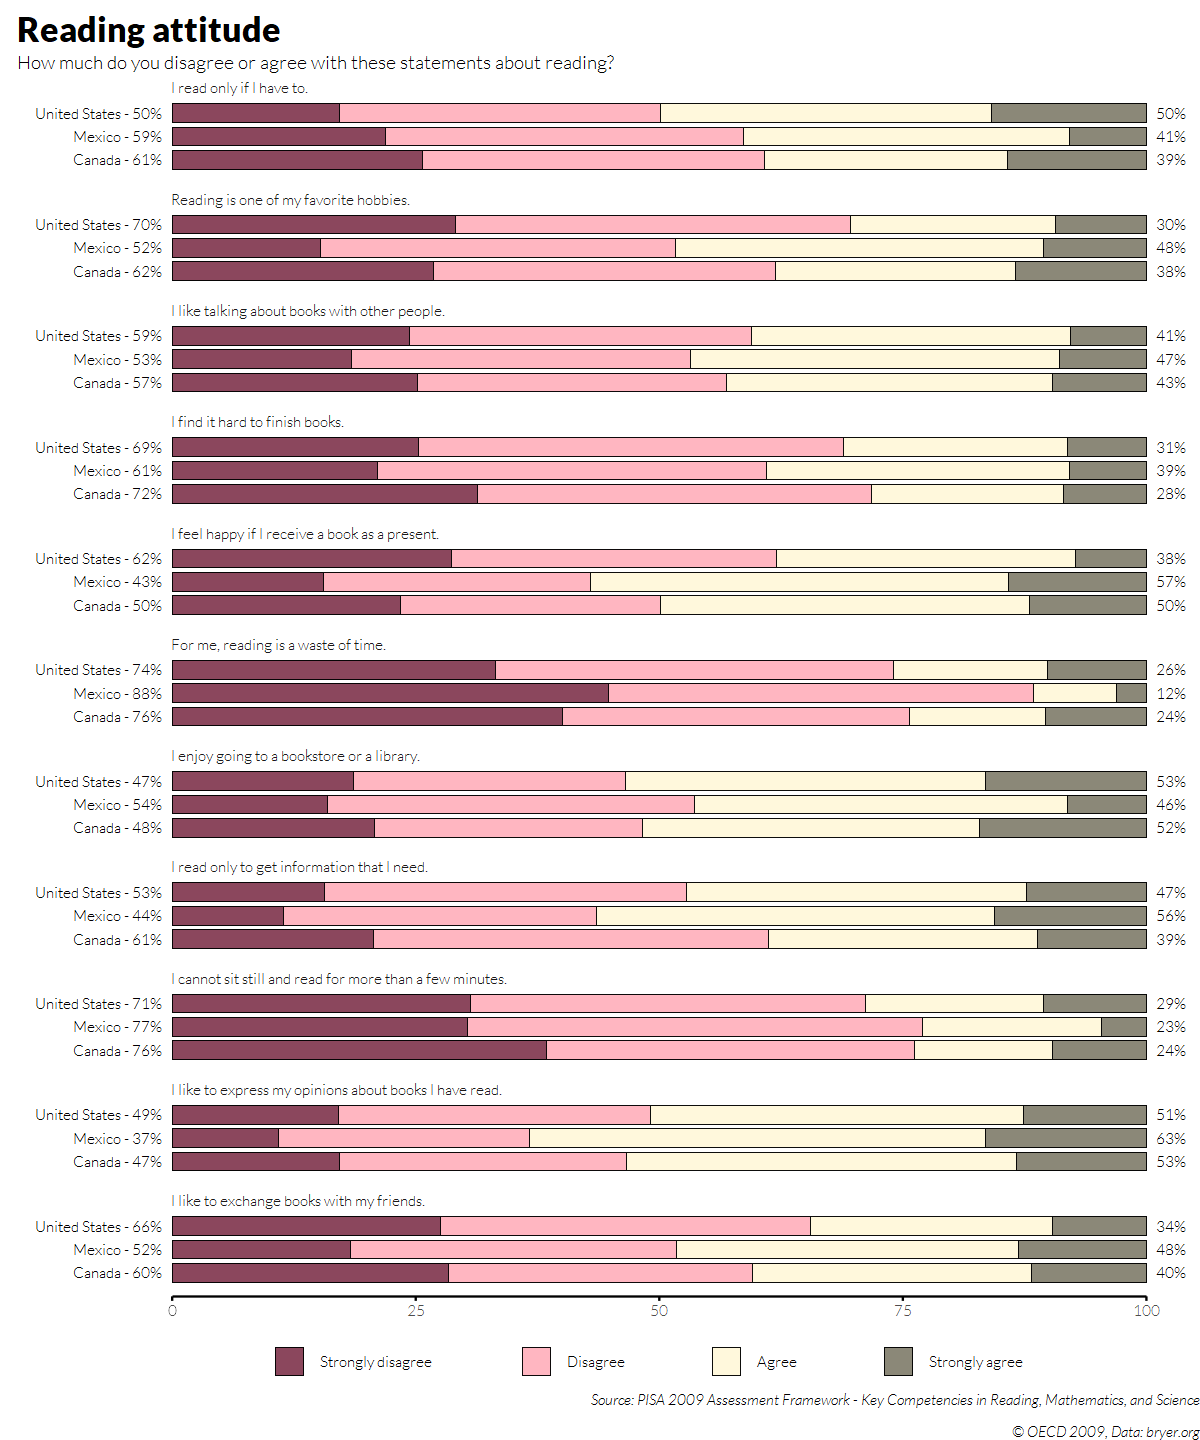 Reading attitude
How much do you disagree or agree with these statements about reading?
I read only if I have to.
United States - 50% 50%
Mexico - 59% 41%
Canada - 61% 39%
Reading is one of my favorite hobbies.
United States - 70% 30%
Mexico - 52% 48%
Canada - 62% 38%
I like talking about books with other people.
United States - 59% 41%
Mexico - 53% 47%
Canada - 57% 43%
I find it hard to finish books.
United States - 69% 31%
Mexico - 61% 39%
Canada - 72% 28%
I feel happy if I receive a book as a present.
United States - 62% 38%
Mexico - 43% 57%
Canada - 50% 50%
For me, reading is a waste of time.
United States - 74% 26%
Mexico - 88% 12%
Canada - 76% 24%
I enjoy going to a bookstore or a library.
United States - 47% 53%
Mexico - 54% 46%
Canada - 48% 52%
I read only to get information that I need.
United States - 53% 47%
Mexico - 44% 56%
Canada - 61% 39%
I cannot sit still and read for more than a few minutes.
United States - 71% 29%
Mexico - 77% 23%
Canada - 76% 24%
I like to express my opinions about books I have read.
United States - 49% 51%
Mexico - 37% 63%
Canada - 47% 53%
I like to exchange books with my friends.
United States - 66% 34%
Mexico - 52% 48%
Canada - 60% 40%
0 25 50 75 100
Strongly disagree Disagree Agree Strongly agree
Source: PISA 2009 Assessment Framework - Key Competencies in Reading, Mathematics, and Science
© OECD 2009, Data: bryer.org